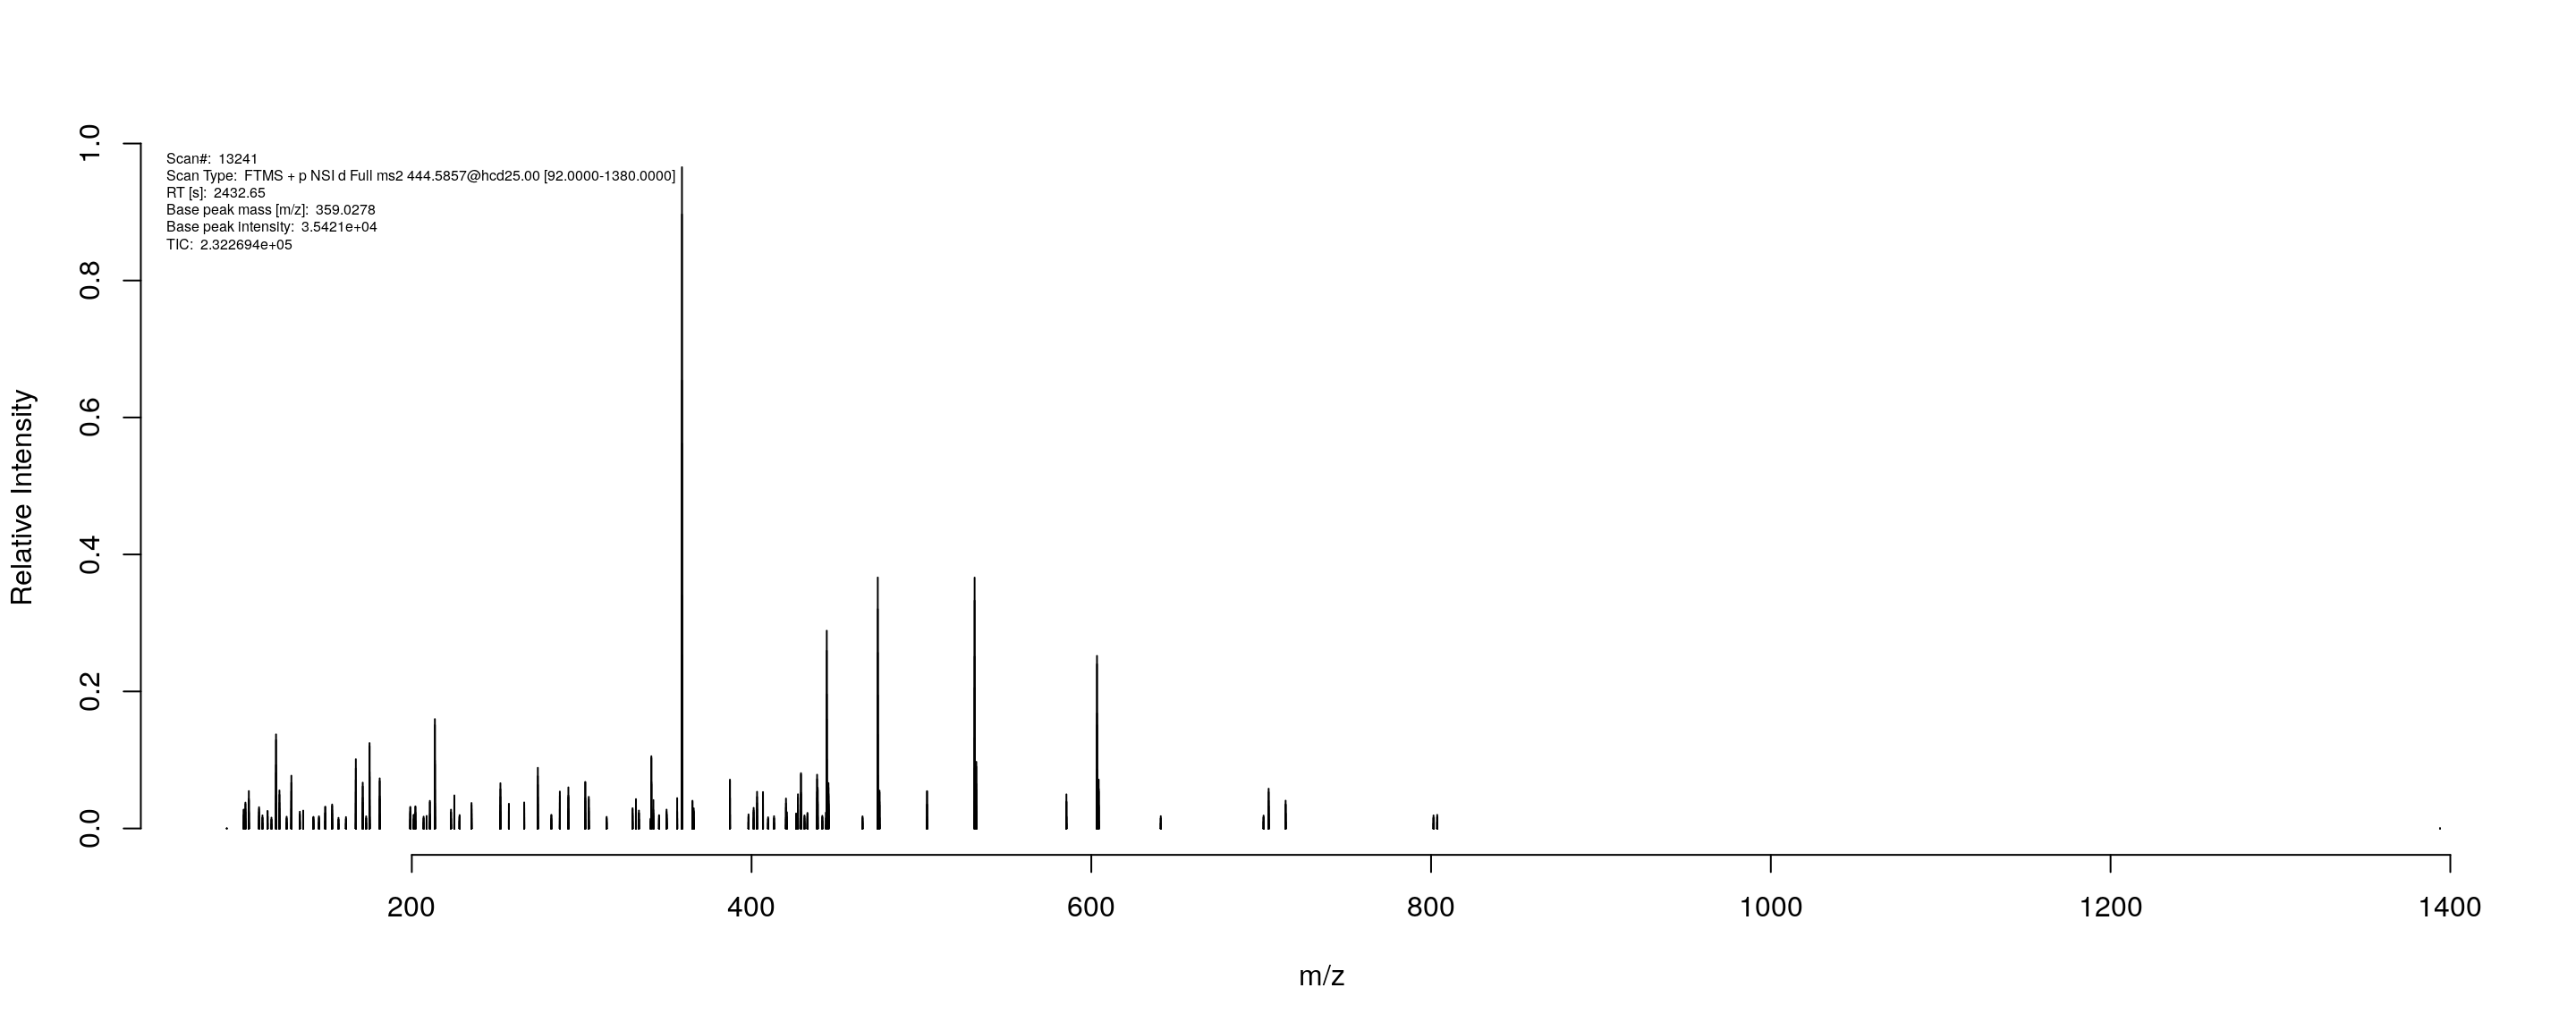 Scan#: 13241
Scan Type: FTMS + p NSI d Full ms2 444.5857@hcd25.00 [92.0000-1380.0000]
RT [s]: 2432.65
Base peak mass [m/z]: 359.0278
Base peak intensity: 3.5421e+04
TIC: 2.322694e+05
Relative Intensity
1.0
0.8
0.6
0.4
0.2
0.0
200 400 600 800 1000 1200 1400
m/z